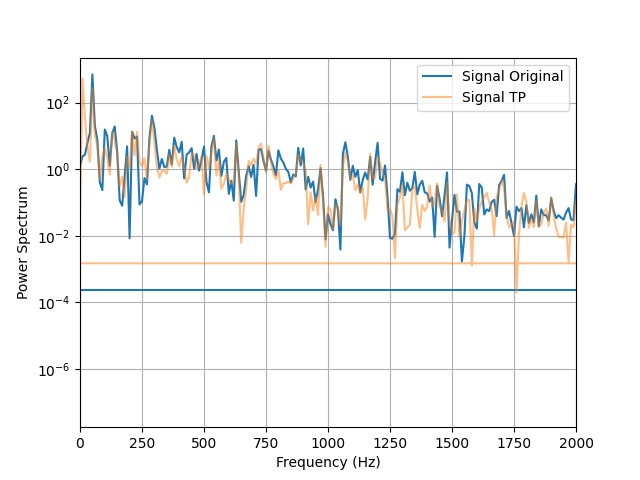 Signal Original
Signal TP
Power Spectrum
10^2
10^0
10^-2
10^-4
10^-6
0 250 500 750 1000 1250 1500 1750 2000
Frequency (Hz)